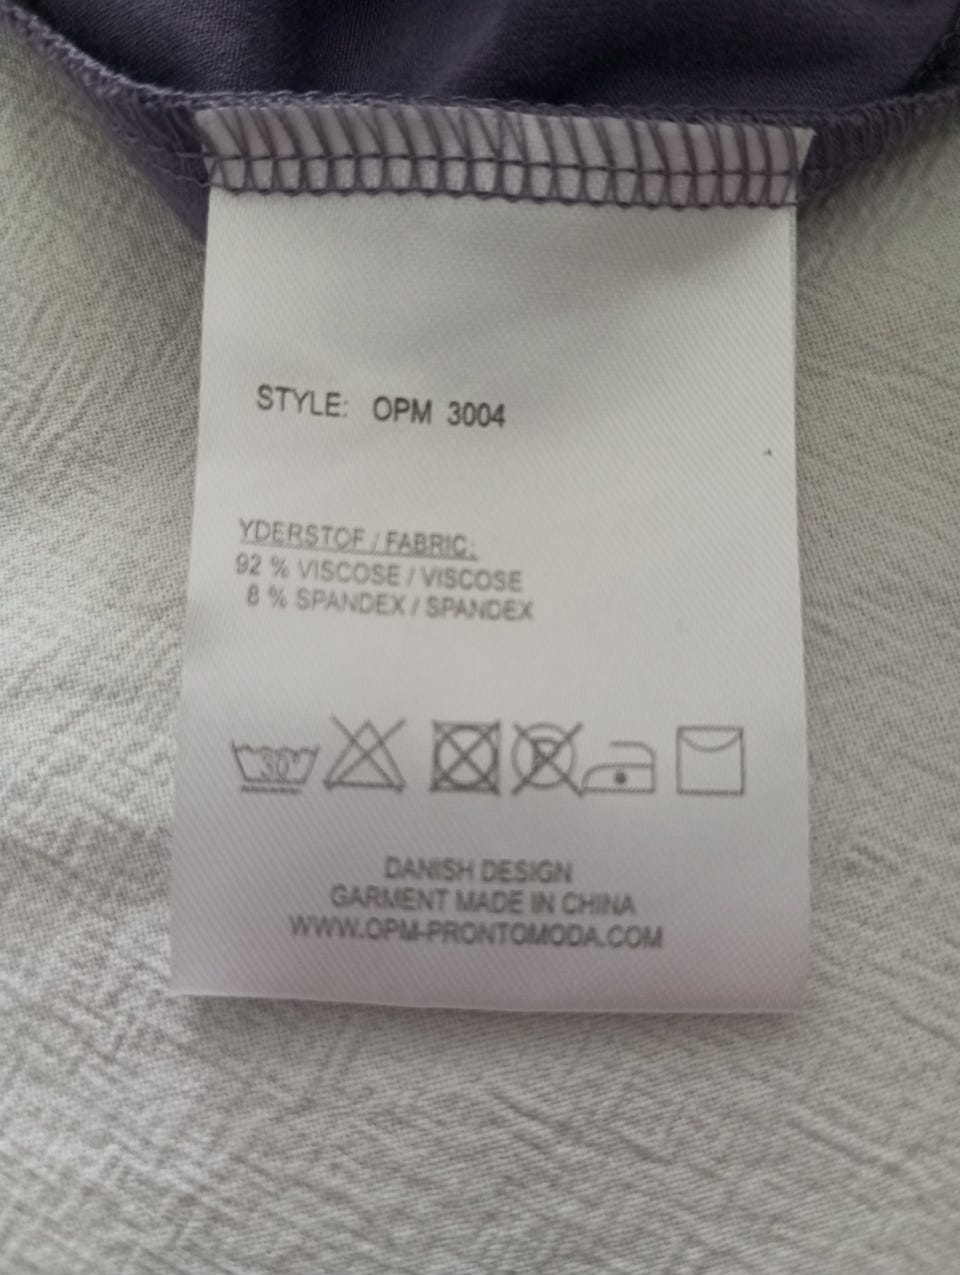 STYLE: OPM 3004
YDERSTOF / FABRIC:
92 % VISCOSE / VISCOSE
8 % SPANDEX / SPANDEX
30°
P
DANISH DESIGN
GARMENT MADE IN CHINA
WWW.OPM-PRONTOMODA.COM